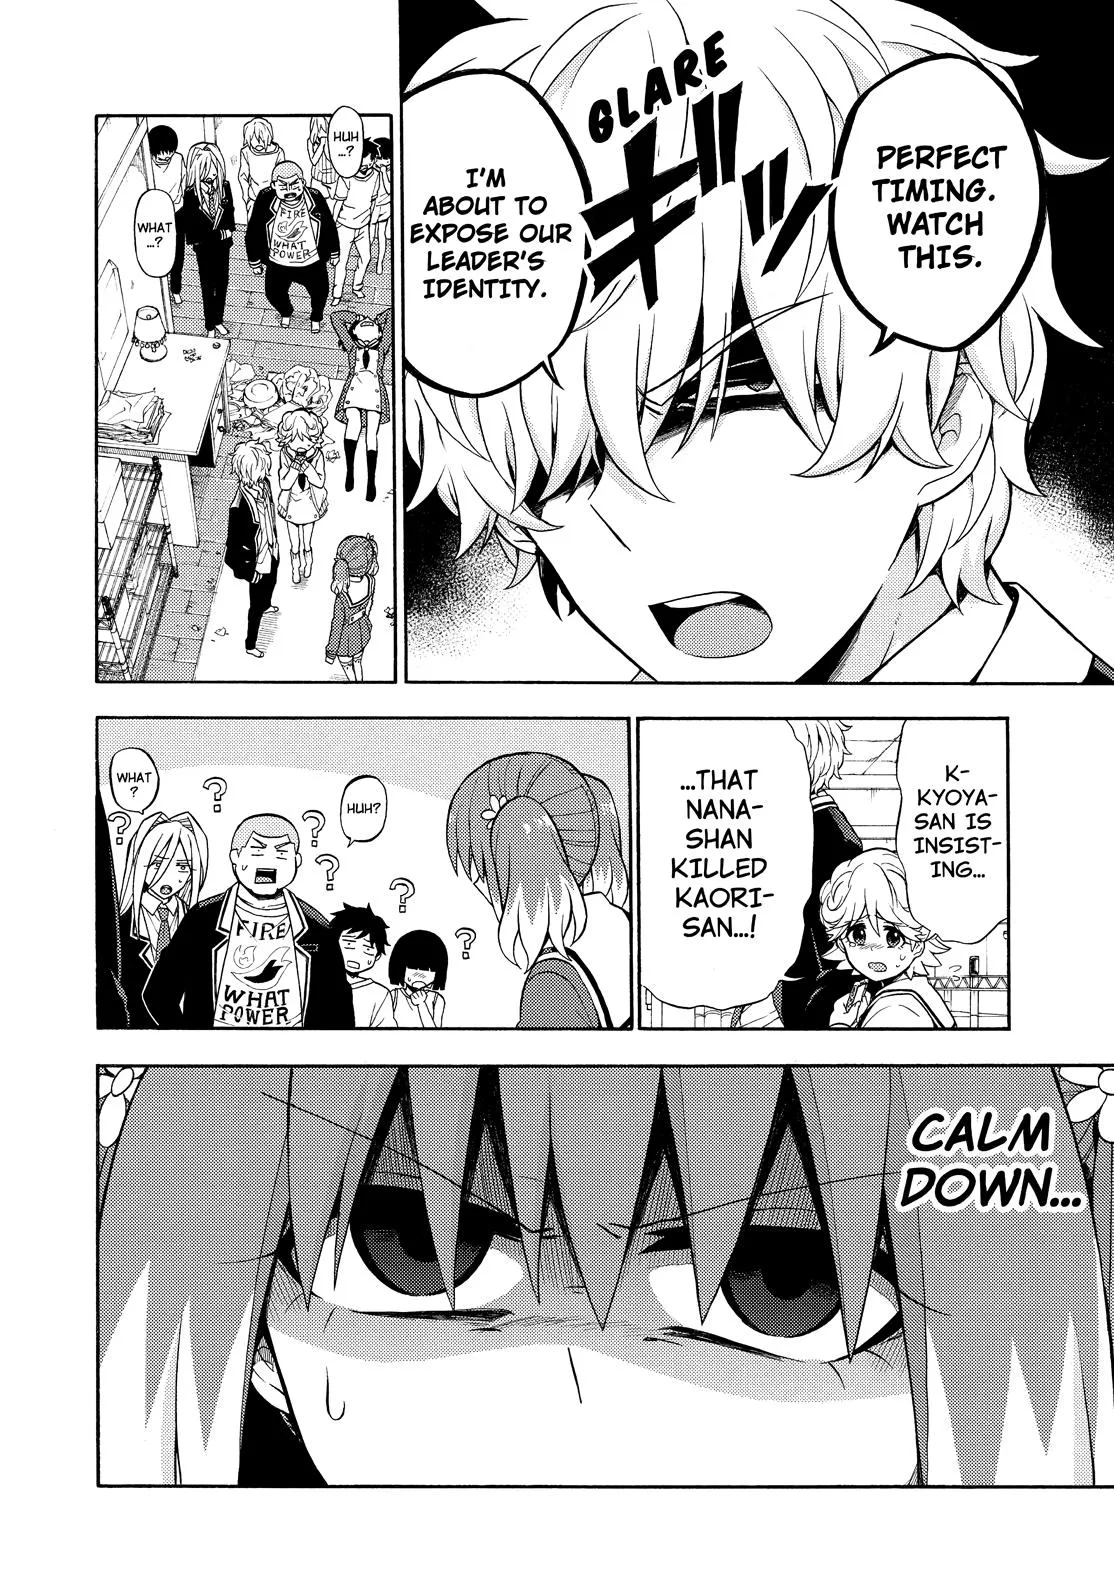 GLARE
ギロッ
PERFECT
TIMING.
WATCH
THIS.
I'M
ABOUT TO
EXPOSE OUR
LEADER'S
IDENTITY.
HUH
...?
WHAT
...?
FIRE
WHAT
POWER
K-
KYOYA-
SAN IS
INSIST-
ING...
...THAT
NANA-
SHAN
KILLED
KAORI-
SAN...!
HUH?
WHAT
?
?
?
?
?
?
?
FIRE
WHAT
POWER
CALM
DOWN...